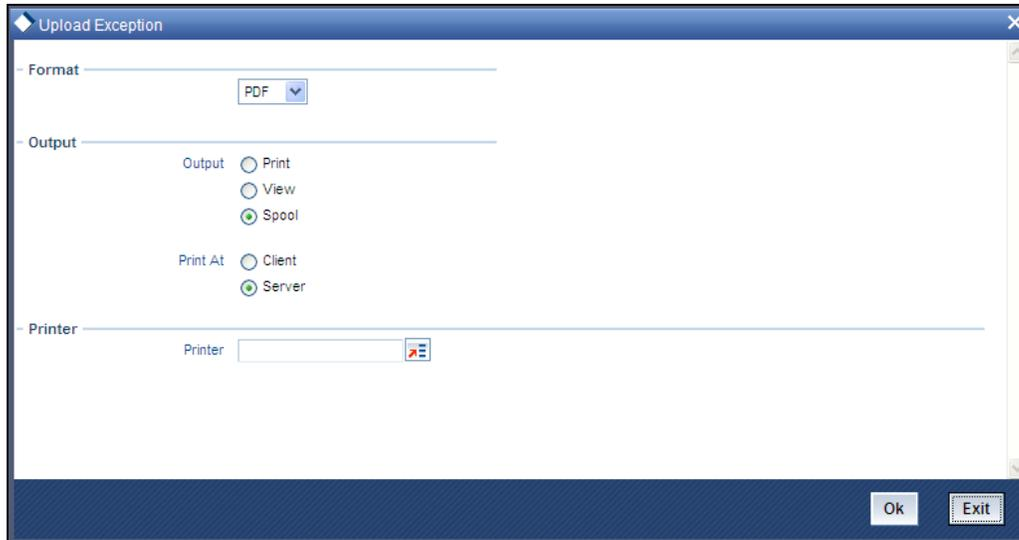 Upload Exception
Format
PDF
Output
Output Print
View
Spool
Print At Client
Server
Printer
Printer
Ok Exit